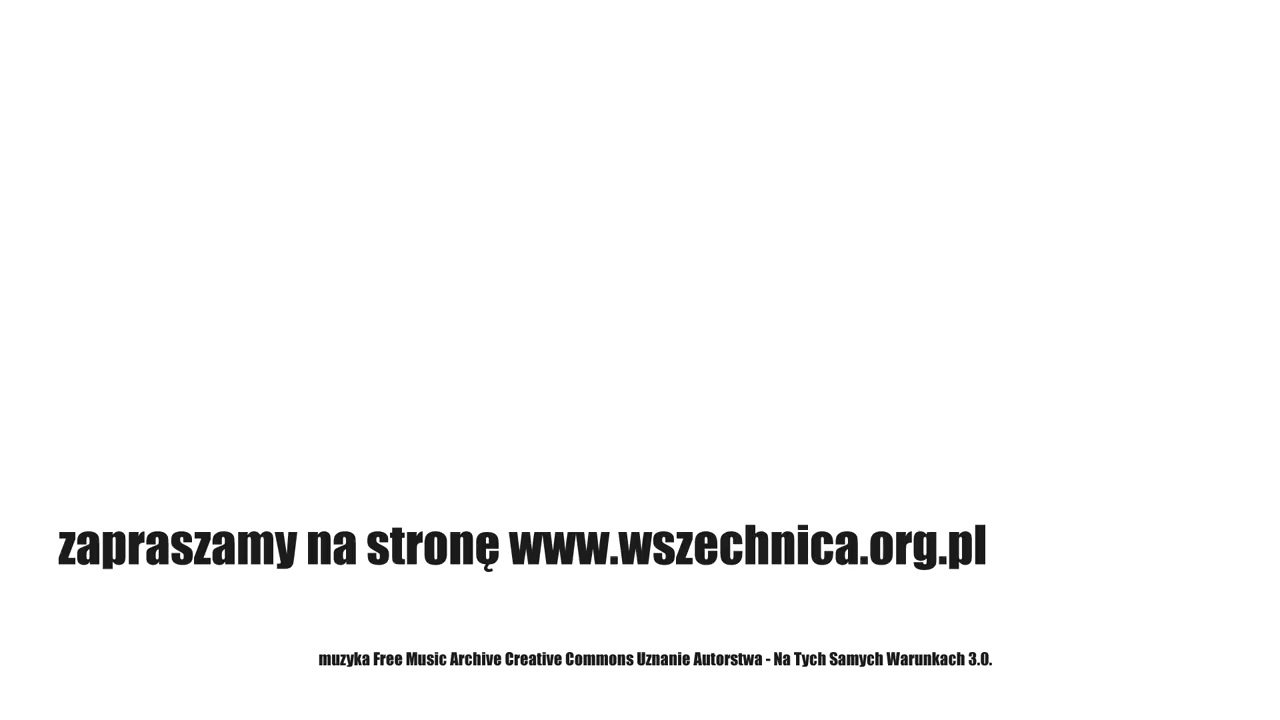 zapraszamy na stronę www.wszechnica.org.pl
muzyka Free Music Archive Creative Commons Uznanie Autorstwa - Na Tych Samych Warunkach 3.0.